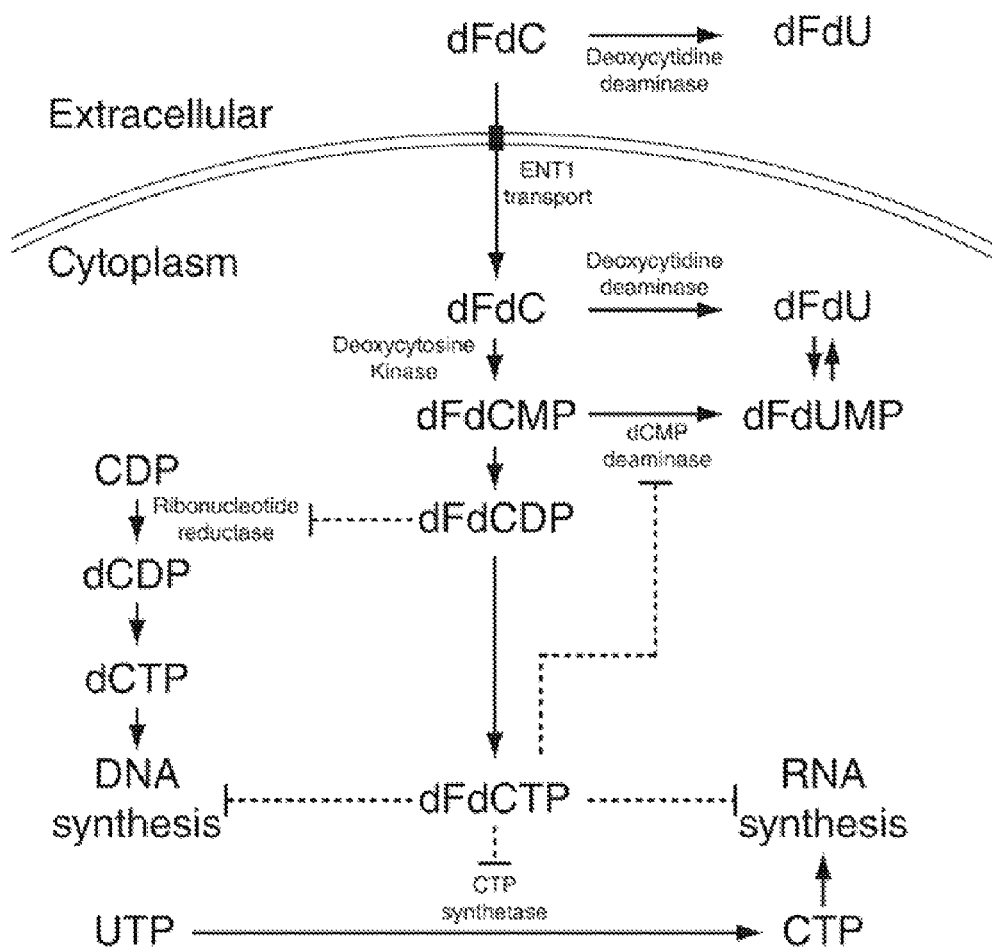 dFdC
dFdU
Deoxycytidine
deaminase
Extracellular
ENT1
transport
Cytoplasm
Deoxycytidine
deaminase
dFdC
dFdU
Deoxycytosine
Kinase
dFdCMP
dFdUMP
dCMP
deaminase
CDP
Ribonucleotide
reductase
dFdCDP
dCDP
dCTP
DNA
synthesis
dFdCTP
RNA
synthesis
CTP
synthetase
UTP
CTP